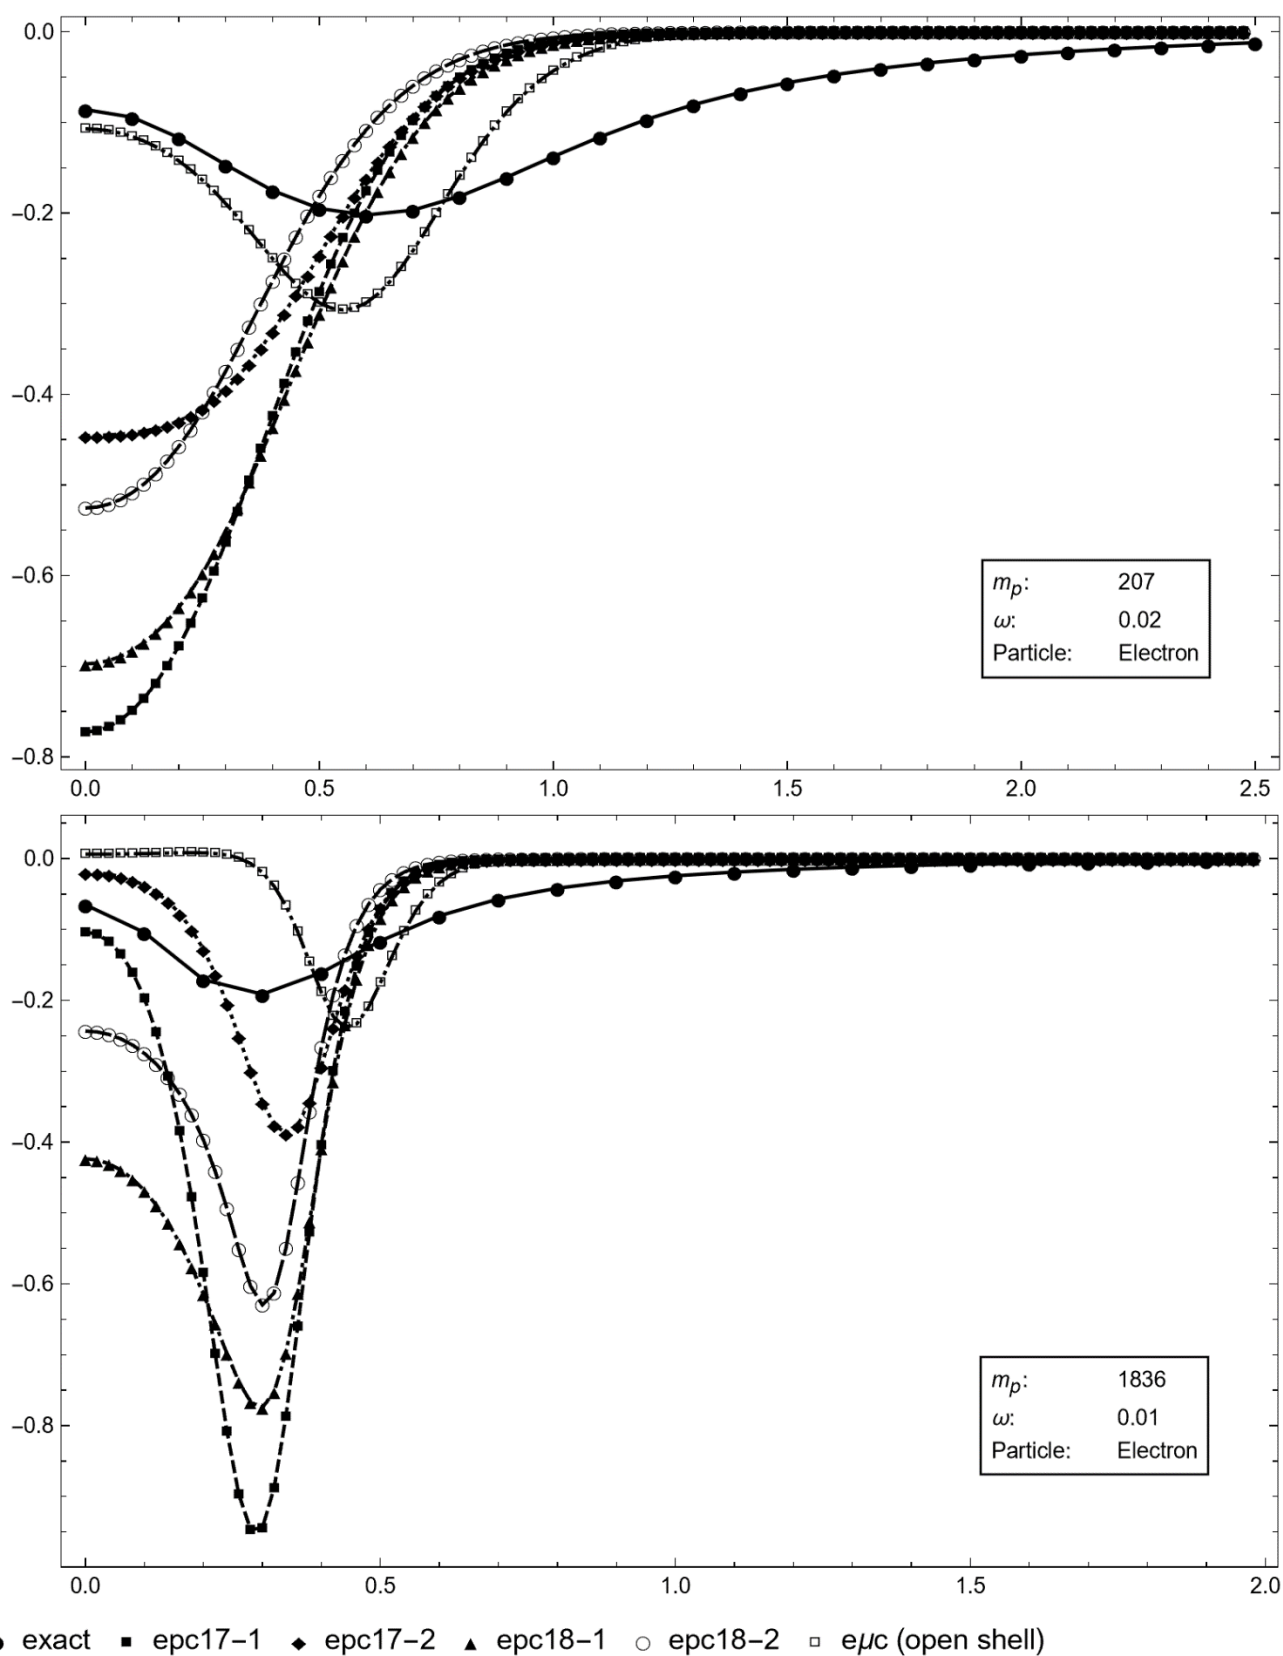 0.0
−0.2
−0.4
−0.6
−0.8
m_p: 207
ω: 0.02
Particle: Electron
0.0 0.5 1.0 1.5 2.0 2.5
0.0
−0.2
−0.4
−0.6
−0.8
m_p: 1836
ω: 0.01
Particle: Electron
0.0 0.5 1.0 1.5 2.0
exact epc17−1 epc17−2 epc18−1 epc18−2 eμc (open shell)